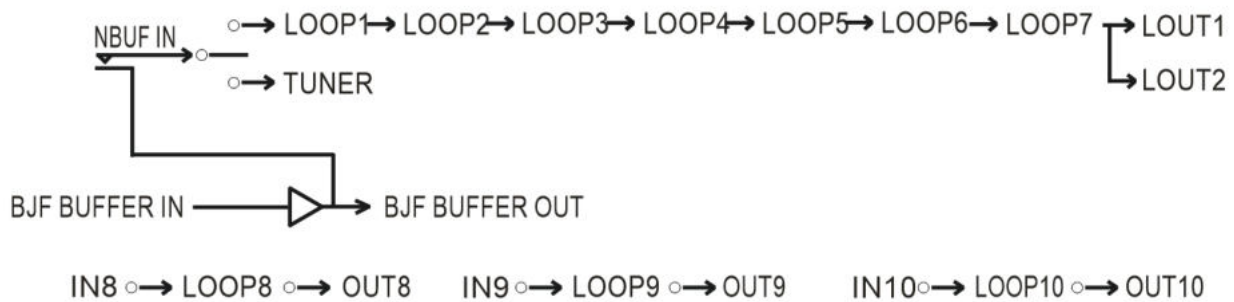 LOOP1 LOOP2 LOOP3 LOOP4 LOOP5 LOOP6 LOOP7 LOUT1
NBUF IN
TUNER LOUT2
BJF BUFFER IN BJF BUFFER OUT
IN8 LOOP8 OUT8 IN9 LOOP9 OUT9 IN10 LOOP10 OUT10